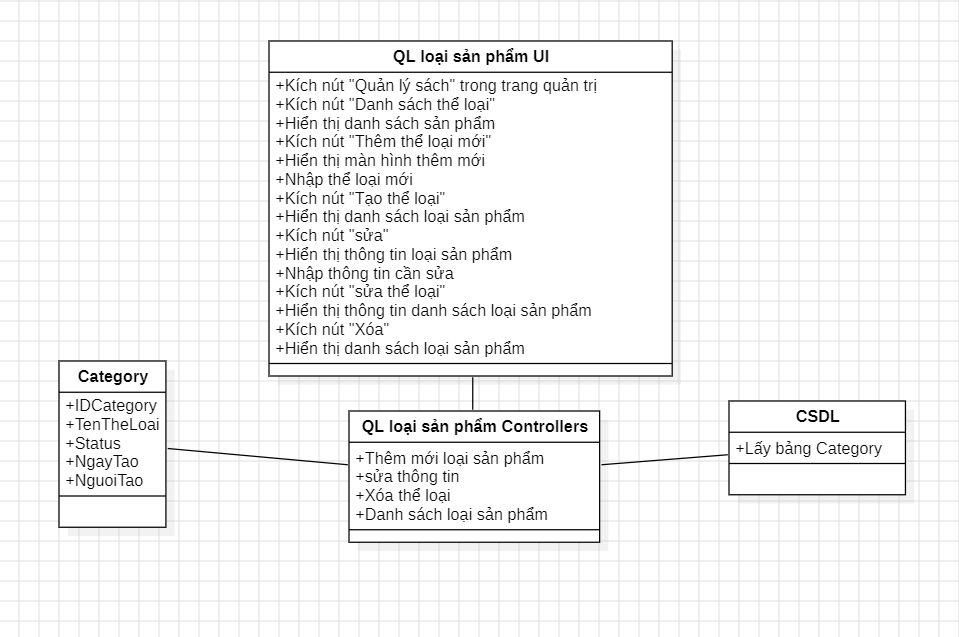 QL loại sản phẩm UI
+Kích nút "Quản lý sách" trong trang quản trị
+Kích nút "Danh sách thể loại"
+Hiển thị danh sách sản phẩm
+Kích nút "Thêm thể loại mới"
+Hiển thị màn hình thêm mới
+Nhập thể loại mới
+Kích nút "Tạo thể loại"
+Hiển thị danh sách loại sản phẩm
+Kích nút "sửa"
+Hiển thị thông tin loại sản phẩm
+Nhập thông tin cần sửa
+Kích nút "sửa thể loại"
+Hiển thị thông tin danh sách loại sản phẩm
+Kích nút "Xóa"
+Hiển thị danh sách loại sản phẩm
Category
+IDCategory
+TenTheLoai
+Status
+NgayTao
+NguoiTao
QL loại sản phẩm Controllers
+Thêm mới loại sản phẩm
+sửa thông tin
+Xóa thể loại
+Danh sách loại sản phẩm
CSDL
+Lấy bảng Category